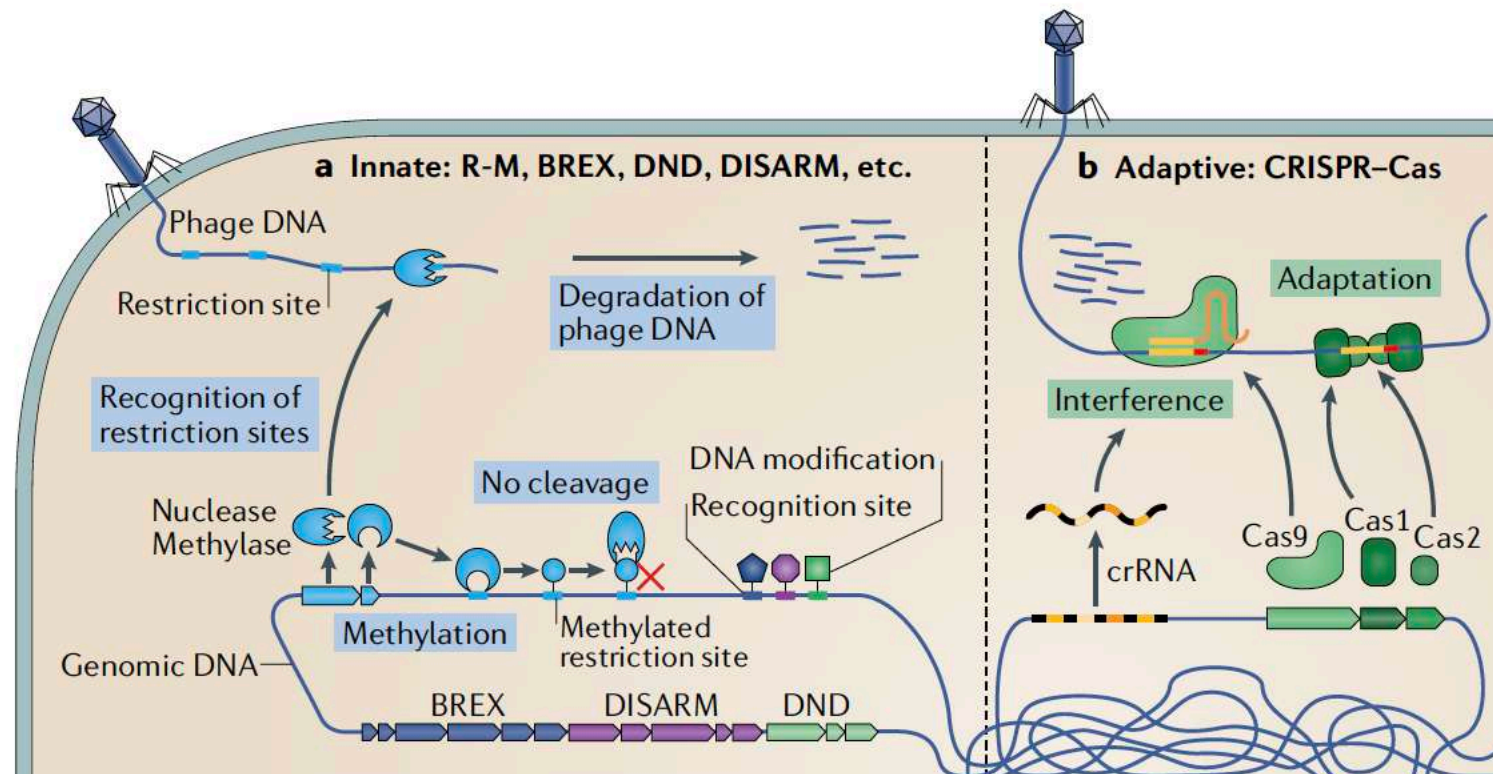 a Innate: R-M, BREX, DND, DISARM, etc.
Phage DNA
Restriction site
Degradation of
phage DNA
Recognition of
restriction sites
No cleavage
DNA modification
Recognition site
Nuclease
Methylase
Methylation
Methylated
restriction site
Genomic DNA
BREX
DISARM
DND
b Adaptive: CRISPR–Cas
Adaptation
Interference
crRNA
Cas9
Cas1
Cas2